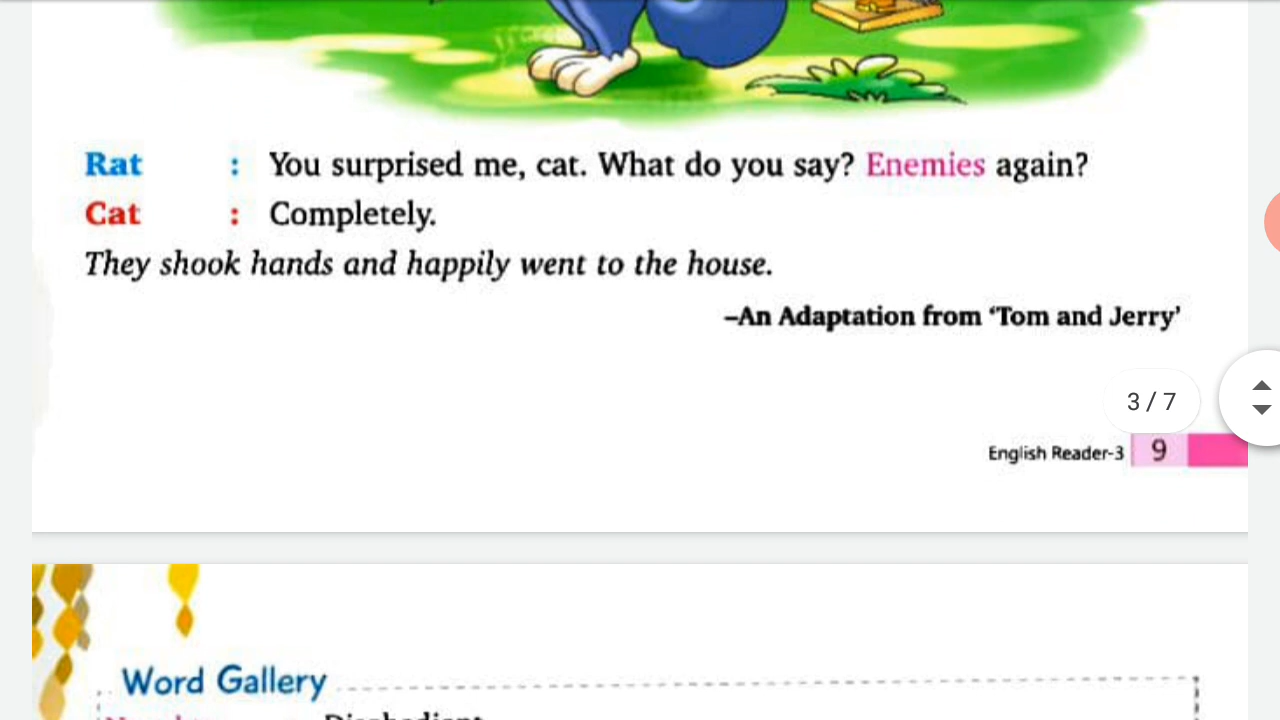 Rat : You surprised me, cat. What do you say? Enemies again?
Cat : Completely.
They shook hands and happily went to the house.
–An Adaptation from ‘Tom and Jerry’
3 / 7
English Reader-3 9
Word Gallery